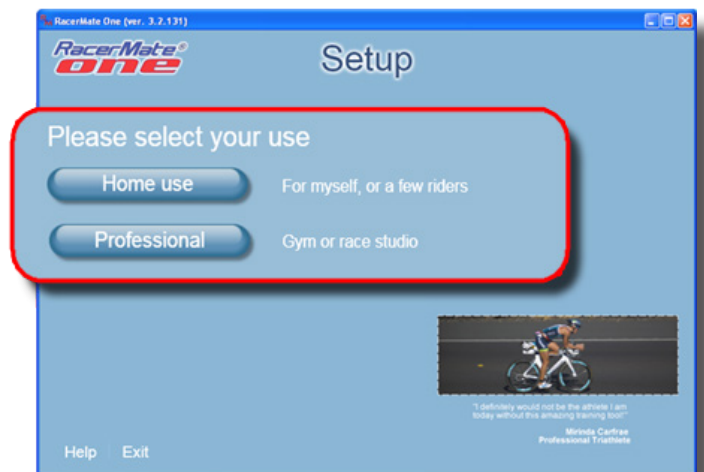 RacerMate One (ver. 3.2.131)
RacerMate®
one
Setup
Please select your use
Home use
For myself, or a few riders
Professional
Gym or race studio
"I definitely would not be the athlete I am
today without this amazing training tool!"
Mirinda Carfrae
Professional Triathlete
Help
Exit